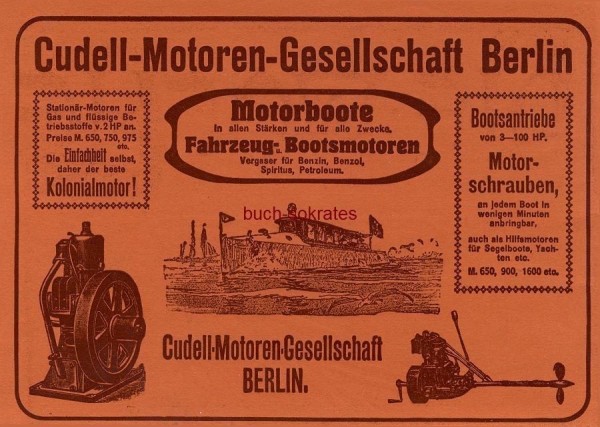 Cudell-Motoren-Gesellschaft Berlin
Stationär-Motoren für
Gas und flüssige Be-
triebsstoffe v. 2 HP an.
Preise M. 650, 750, 975
etc.
Die Einfachheit selbst,
daher der beste
Kolonialmotor!
Motorboote
in allen Stärken und für alle Zwecke.
Fahrzeug- u. Bootsmotoren
Vergaser für Benzin, Benzol,
Spiritus, Petroleum.
Bootsantriebe
von 3—100 HP.
Motor-
schrauben,
an jedem Boot in
wenigen Minuten
anbringbar,
auch als Hilfsmotoren
für Segelboote, Yach-
ten etc.
M. 650, 900, 1600 etc.
buch-sokrates
Cudell-Motoren-Gesellschaft
BERLIN.